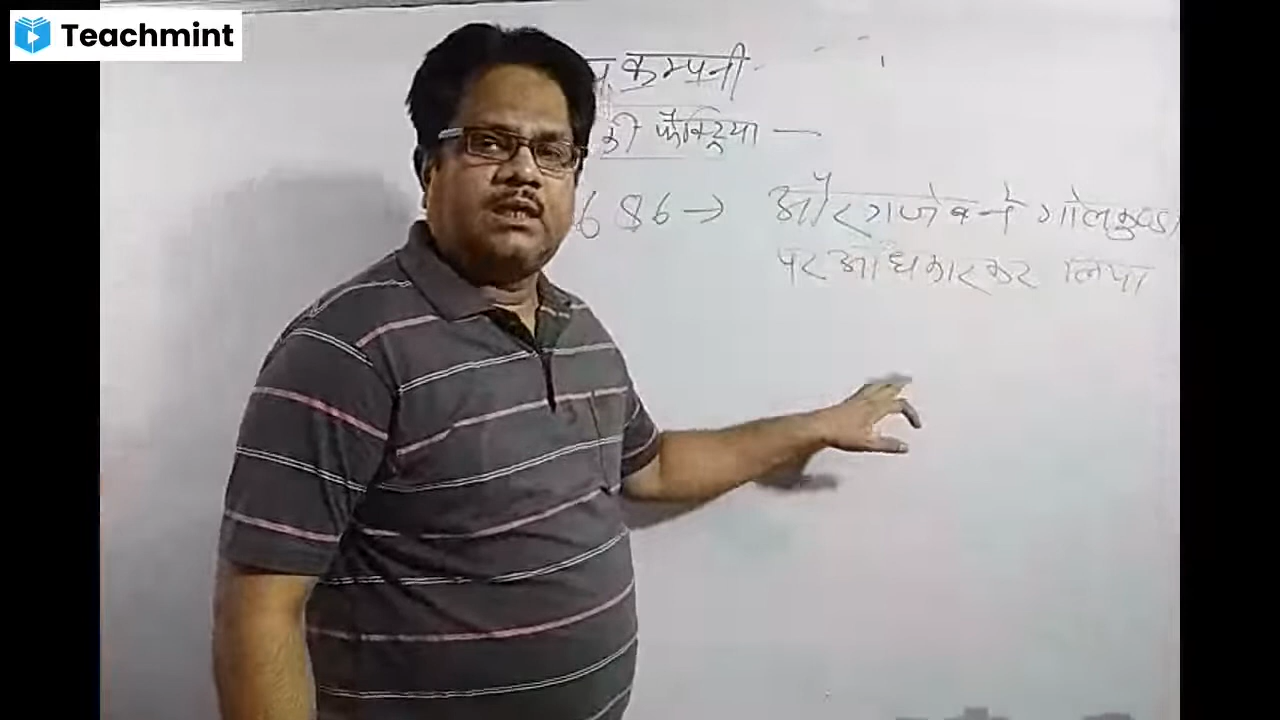 Teachmint
कम्पनी
की फैक्ट्रिया —
686 → औरंगजेब ने गोलकुण्डा
पर अधिकार कर लिया